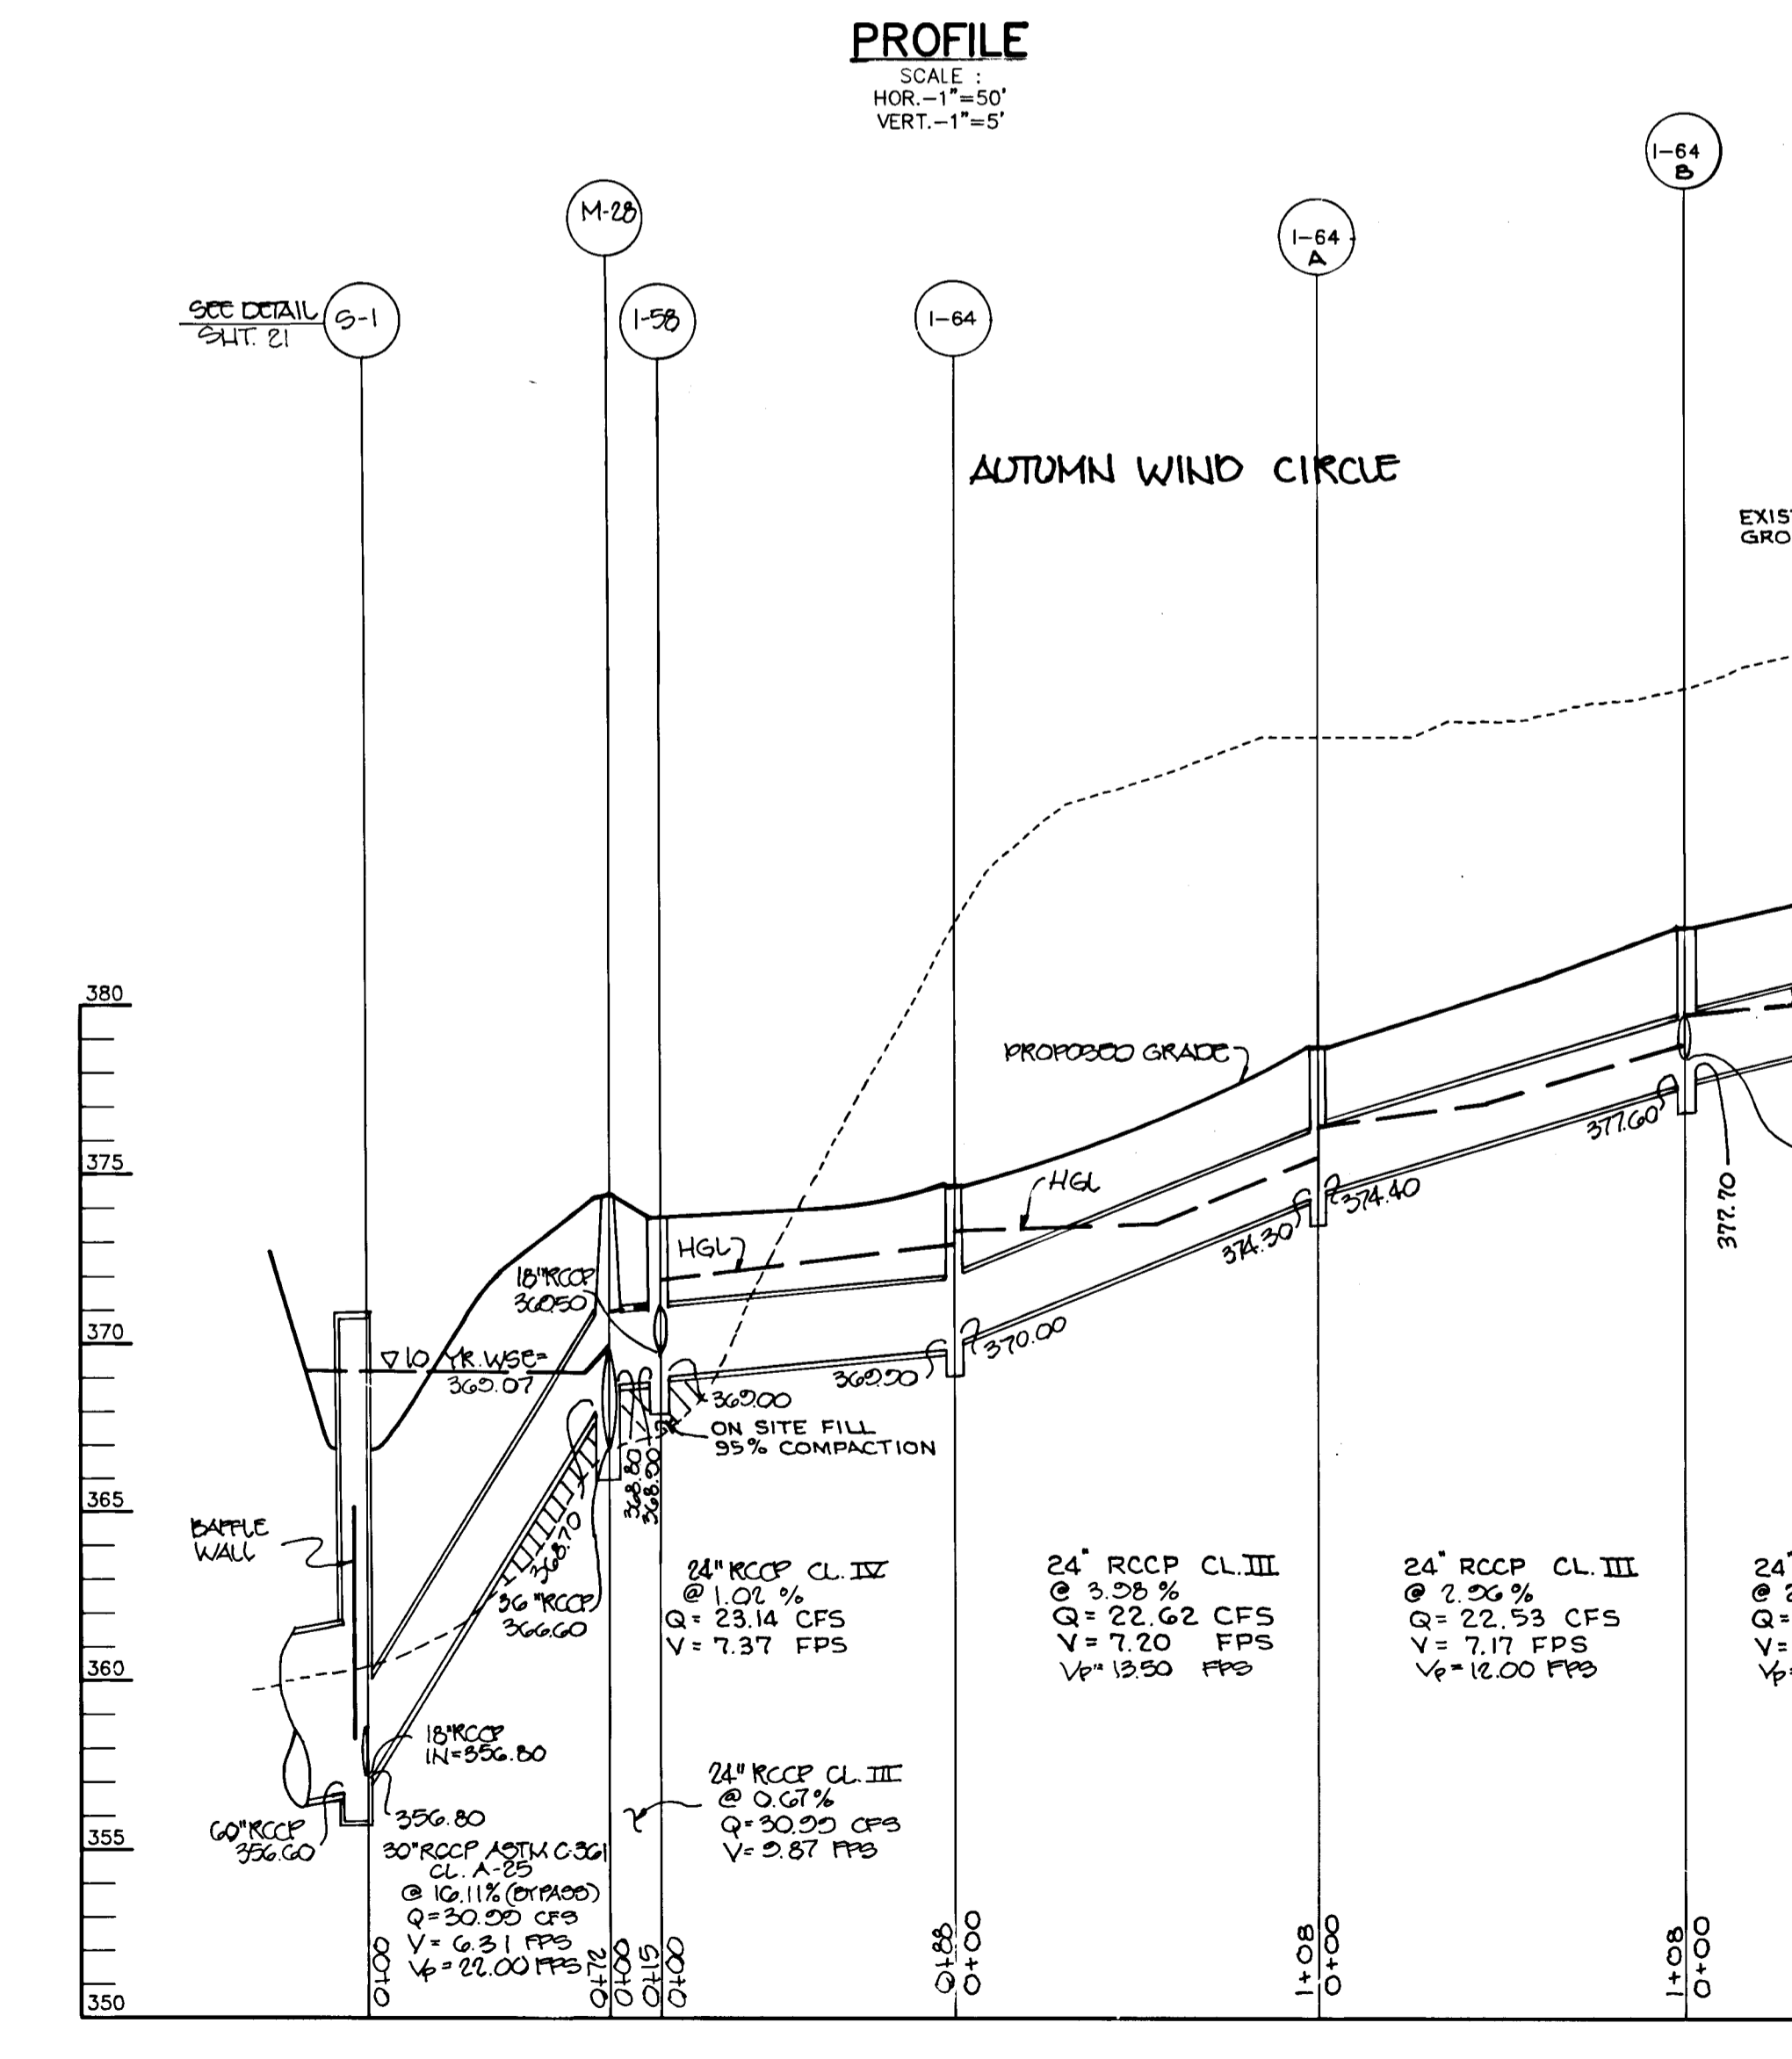 PROFILE
SCALE :
HOR.–1"=50'
VERT.–1"=5'
I–64
B
M-28
I–64
A
SEE DETAIL
SHT. 21
S-1
I-58
I–64
AUTUMN WIND CIRCLE
EXIS
GRO
380
375
370
365
360
355
350
PROPOSED GRADE
HGL
HGL
377.60
377.70
374.30
374.40
18"RCCP
369.50
10 YR. WSE=
369.07
369.90
370.00
369.00
ON SITE FILL
95% COMPACTION
368.80
368.90
368.70
BAFFLE
WALL
36"RCCP
366.60
24" RCCP CL. IV
@ 1.02 %
Q= 23.14 CFS
V= 7.37 FPS
24" RCCP CL. III
@ 3.98 %
Q= 22.62 CFS
V= 7.20 FPS
Vp= 13.50 FPS
24" RCCP CL. III
@ 2.96 %
Q= 22.53 CFS
V= 7.17 FPS
Vp= 12.00 FPS
24"
@ 2
Q=
V=
Vp=
18"RCCP
IN=356.80
356.80
60"RCCP
356.60
24" RCCP CL. III
@ 0.67%
Q=30.99 CFS
V= 9.87 FPS
30"RCCP ASTM C-361
CL. A-25
@ 16.11% (BYPASS)
Q=30.99 CFS
V= 6.31 FPS
Vp= 22.00 FPS
0+00
0+72
0+00
0+15
0+00
0+88
0+00
1+08
0+00
1+08
0+00